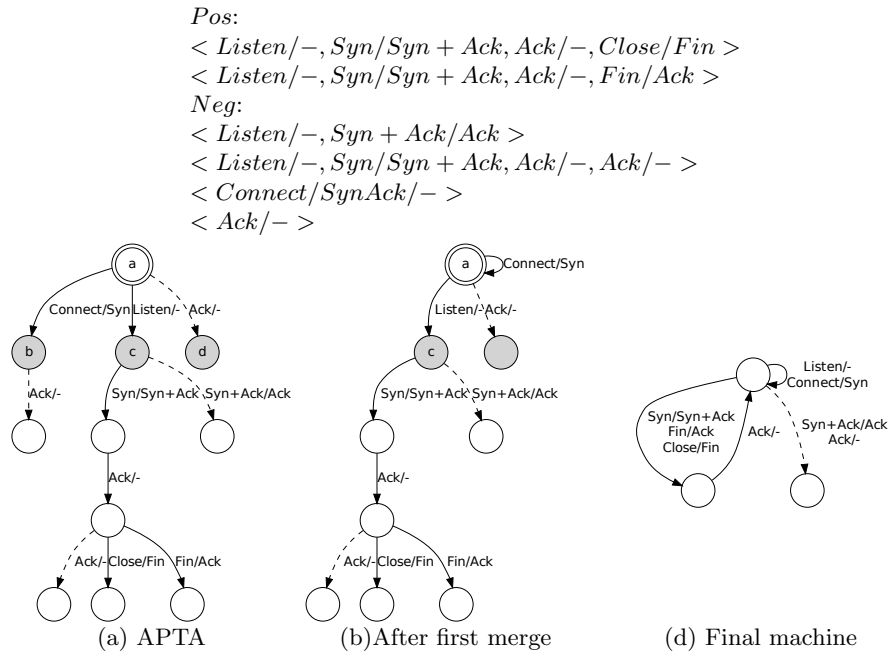 Pos:
< Listen/−, Syn/Syn + Ack, Ack/−, Close/Fin >
< Listen/−, Syn/Syn + Ack, Ack/−, Fin/Ack >
Neg:
< Listen/−, Syn + Ack/Ack >
< Listen/−, Syn/Syn + Ack, Ack/−, Ack/− >
< Connect/SynAck/− >
< Ack/− >
a
Connect/Syn
Listen/-
Ack/-
b
c
d
Ack/-
Syn/Syn+Ack
Syn+Ack/Ack
Ack/-
Ack/-
Close/Fin
Fin/Ack
(a) APTA
a
Connect/Syn
Listen/-
Ack/-
c
Syn/Syn+Ack
Syn+Ack/Ack
Ack/-
Ack/-
Close/Fin
Fin/Ack
(b)After first merge
Listen/-
Connect/Syn
Syn/Syn+Ack
Fin/Ack
Close/Fin
Ack/-
Syn+Ack/Ack
Ack/-
(d) Final machine